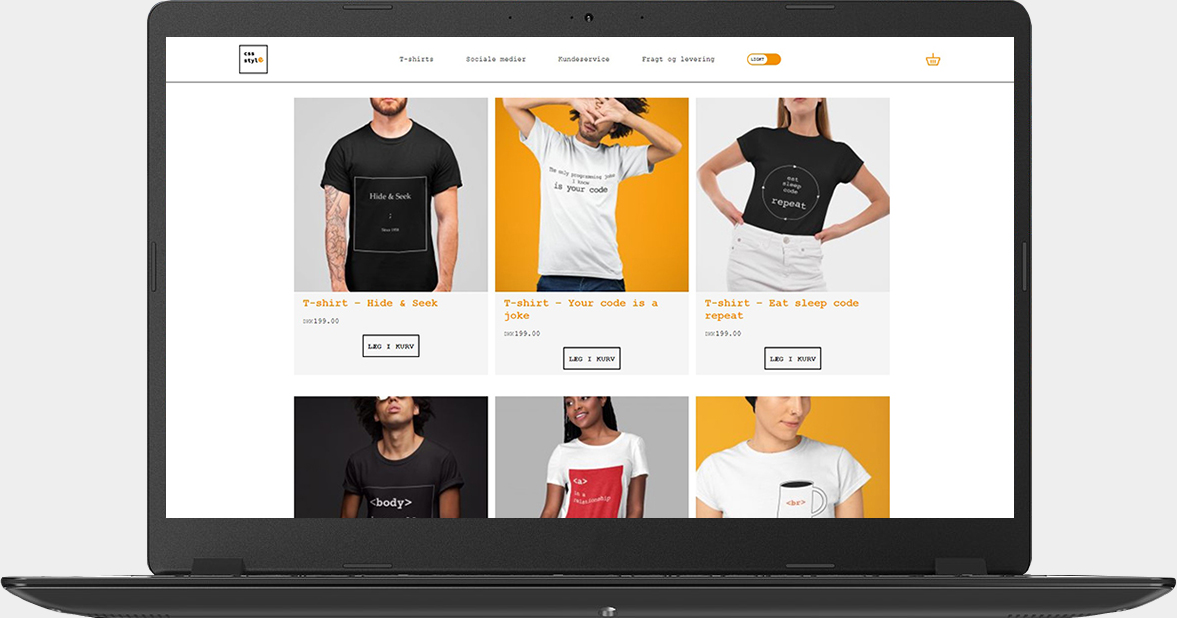 css
style
T-shirts
Sociale medier
Kundeservice
Fragt og levering
LIGHT
Hide & Seek
;
Since 1958
The only programming joke
i know
is your code
eat
sleep
code
repeat
T-shirt – Hide & Seek
DKK199.00
LÆG I KURV
T-shirt – Your code is a
joke
DKK199.00
LÆG I KURV
T-shirt – Eat sleep code
repeat
DKK199.00
LÆG I KURV
<body>
<a>
is a
relationship
<br>